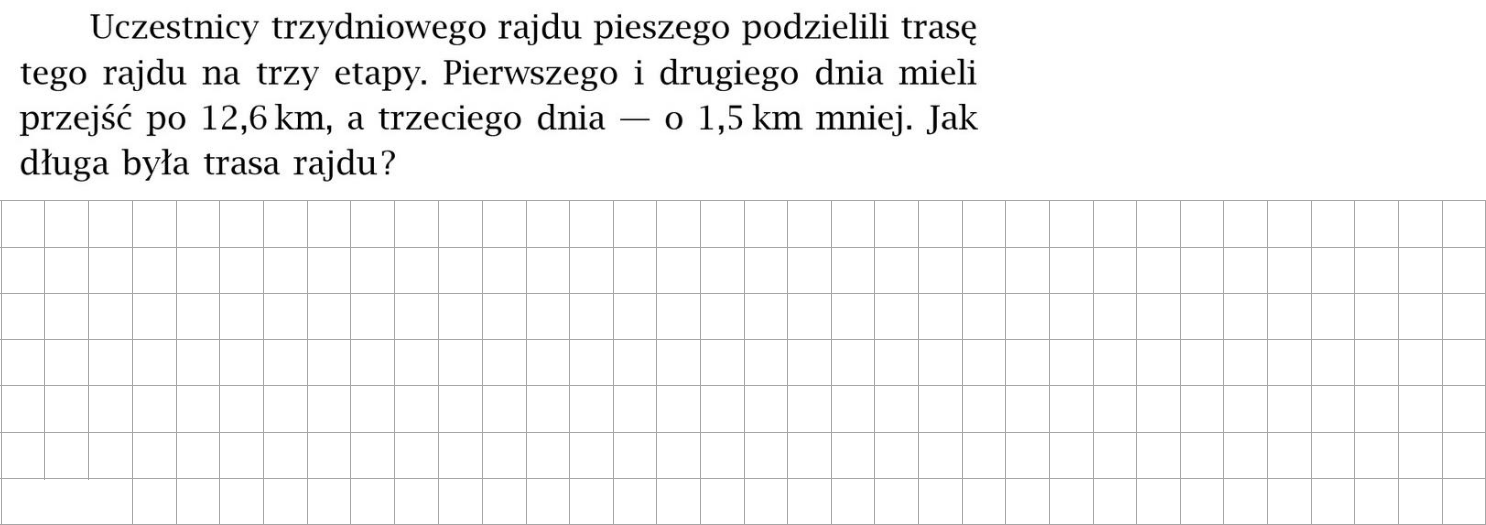 Uczestnicy trzydniowego rajdu pieszego podzielili trasę
tego rajdu na trzy etapy. Pierwszego i drugiego dnia mieli
przejść po 12,6 km, a trzeciego dnia — o 1,5 km mniej. Jak
długa była trasa rajdu?